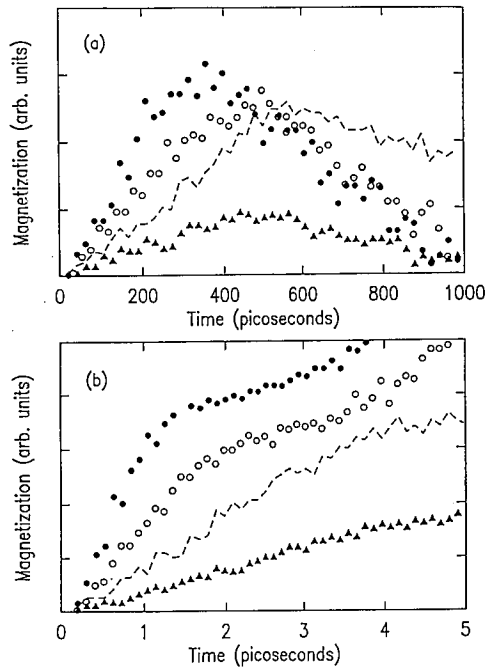 (a)
Magnetization (arb. units)
0 200 400 600 800 1000
Time (picoseconds)
(b)
Magnetization (arb. units)
0 1 2 3 4 5
Time (picoseconds)